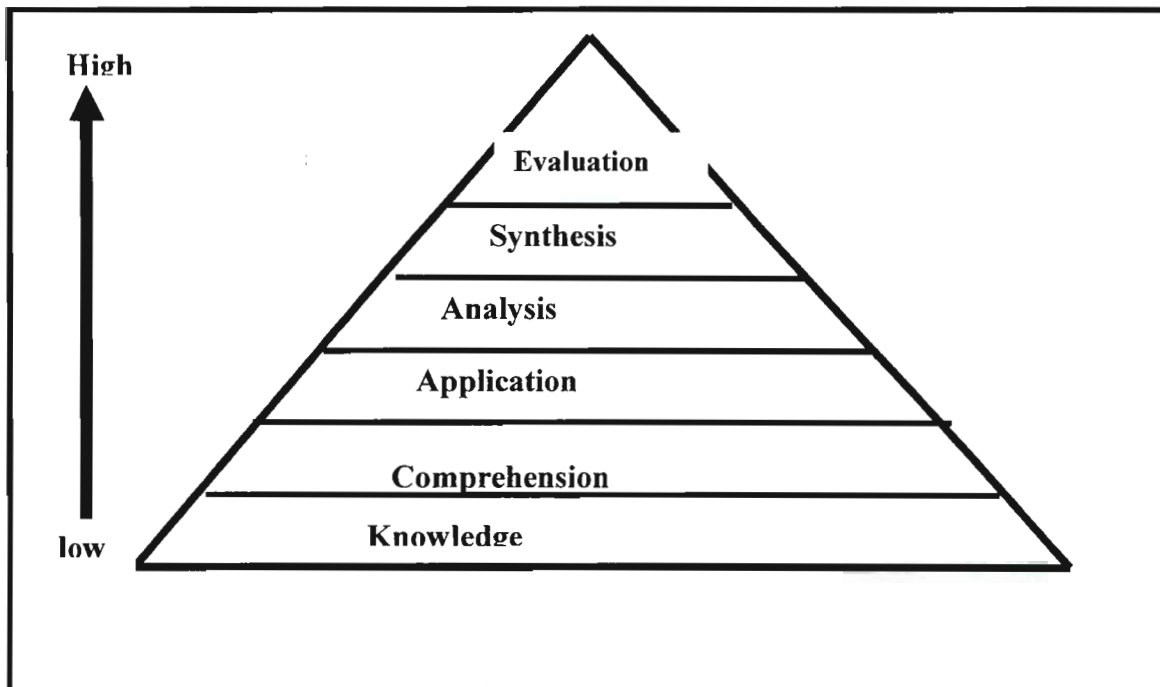 High
Evaluation
Synthesis
Analysis
Application
Comprehension
Knowledge
low